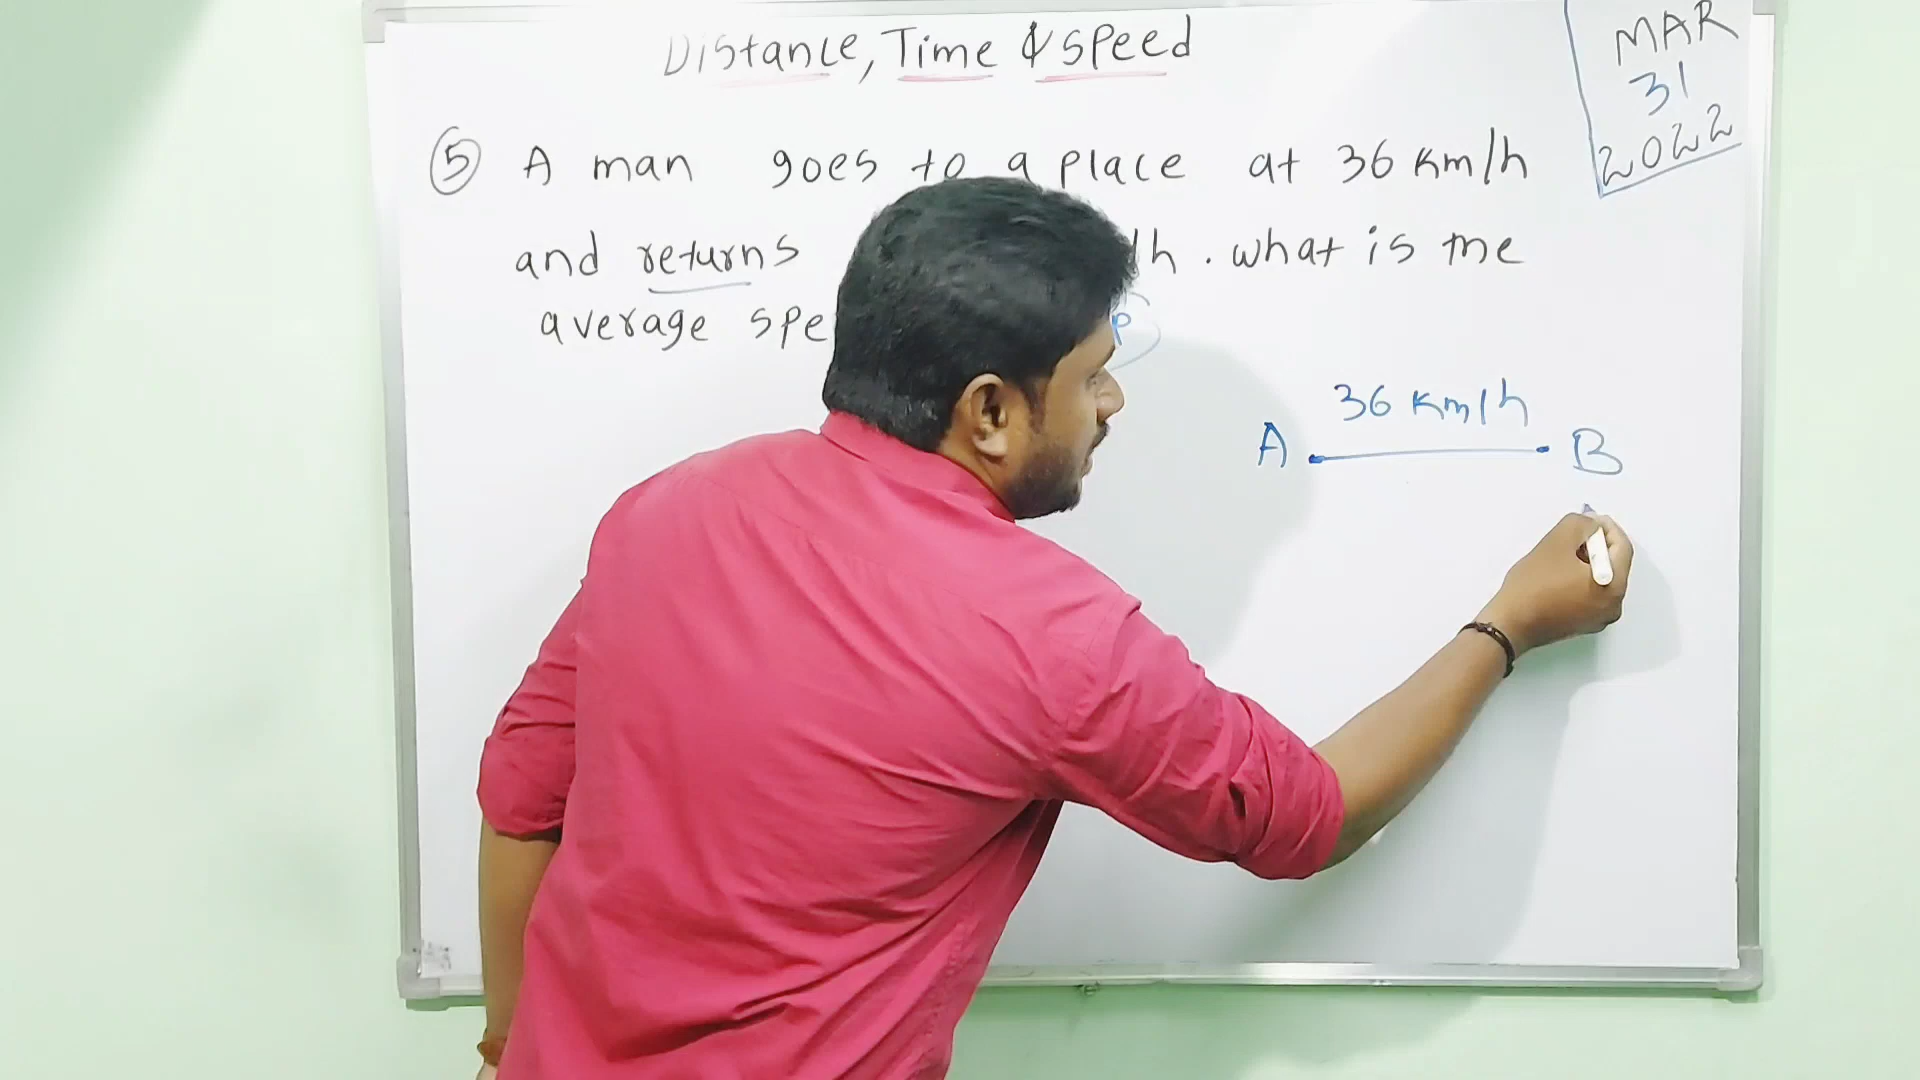 Distance, Time & speed
MAR
31
2022
5 A man goes to a place at 36 Km/h
and returns /h. what is the
average spe
36 Km/h
A B